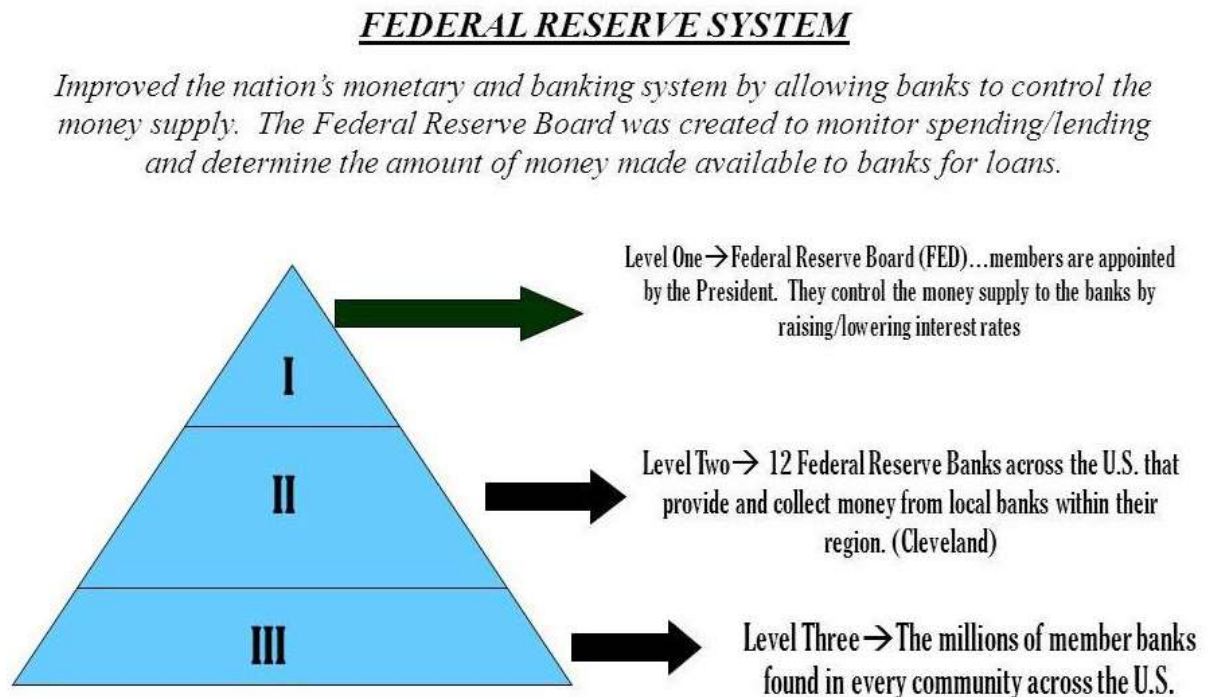 FEDERAL RESERVE SYSTEM
Improved the nation’s monetary and banking system by allowing banks to control the
money supply.  The Federal Reserve Board was created to monitor spending/lending
and determine the amount of money made available to banks for loans.
Level One→Federal Reserve Board (FED)…members are appointed
by the President.  They control the money supply to the banks by
raising/lowering interest rates
I
Level Two→ 12 Federal Reserve Banks across the U.S. that
provide and collect money from local banks within their
region. (Cleveland)
II
Level Three→The millions of member banks
found in every community across the U.S.
III